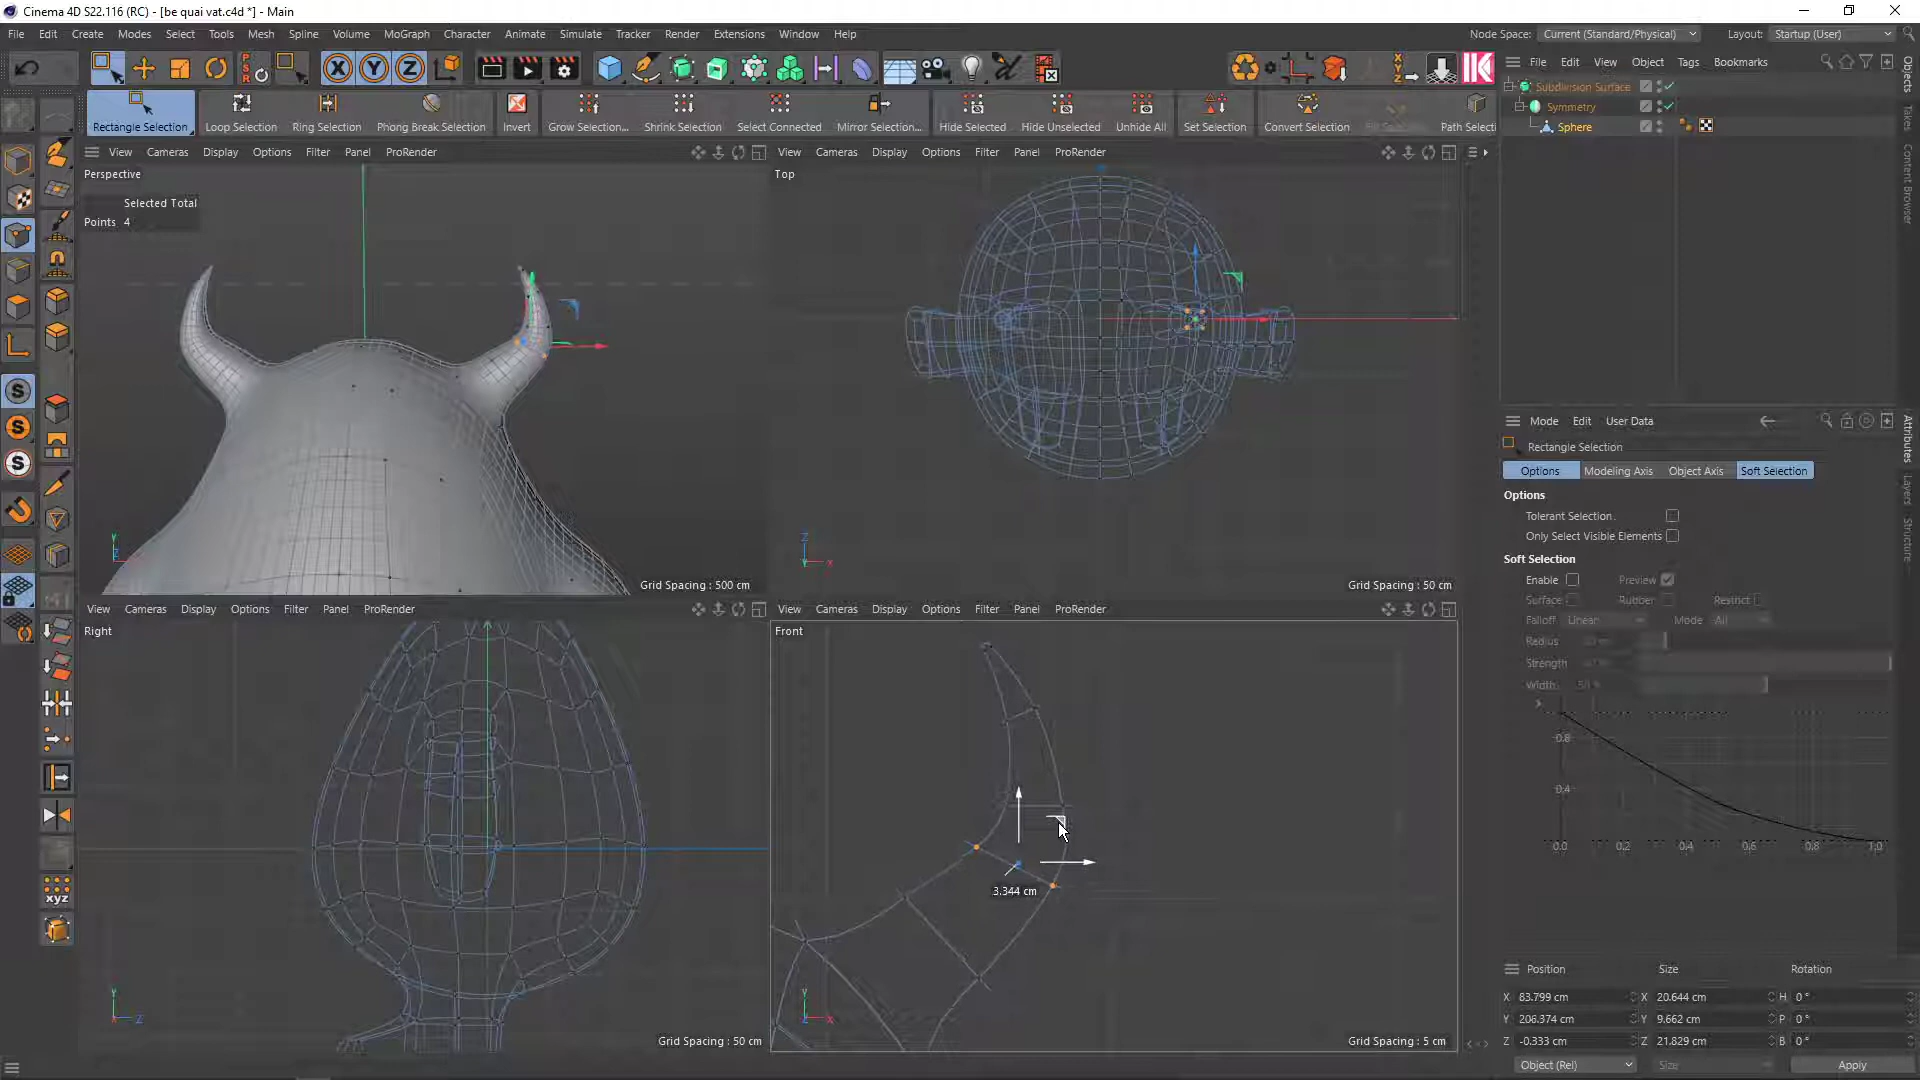 Cinema 4D S22.116 (RC) - [be quai vat.c4d *] - Main
File Edit Create Modes Select Tools Mesh Spline Volume MoGraph Character Animate Simulate Tracker Render Extensions Window Help
Node Space: Current (Standard/Physical) Layout: Startup (User)
PSR
X Y Z
File Edit View Object Tags Bookmarks
Subdivision Surface
Symmetry
Sphere
Rectangle Selection Loop Selection Ring Selection Phong Break Selection Invert Grow Selection... Shrink Selection Select Connected Mirror Selection... Hide Selected Hide Unselected Unhide All Set Selection Convert Selection Path Selecti
View Cameras Display Options Filter Panel ProRender
View Cameras Display Options Filter Panel ProRender
Perspective
Top
Selected Total
Points 4
Grid Spacing : 500 cm
Grid Spacing : 50 cm
View Cameras Display Options Filter Panel ProRender
View Cameras Display Options Filter Panel ProRender
Right
Front
3.344 cm
Grid Spacing : 50 cm
Grid Spacing : 5 cm
xyz
Objects
Takes
Content Browser
Attributes
Layers
Structure
Mode Edit User Data
Rectangle Selection
Options Modeling Axis Object Axis Soft Selection
Options
Tolerant Selection
Only Select Visible Elements
Soft Selection
Enable Preview
Surface Rubber Restrict
Falloff Linear Mode All
Radius
Strength
Width
0.8
0.4
0.0 0.2 0.4 0.6 0.8 1.0
Position Size Rotation
X 83.799 cm X 20.644 cm H 0 °
Y 206.374 cm Y 9.662 cm P 0 °
Z -0.333 cm Z 21.829 cm B 0 °
Object (Rel) Size Apply